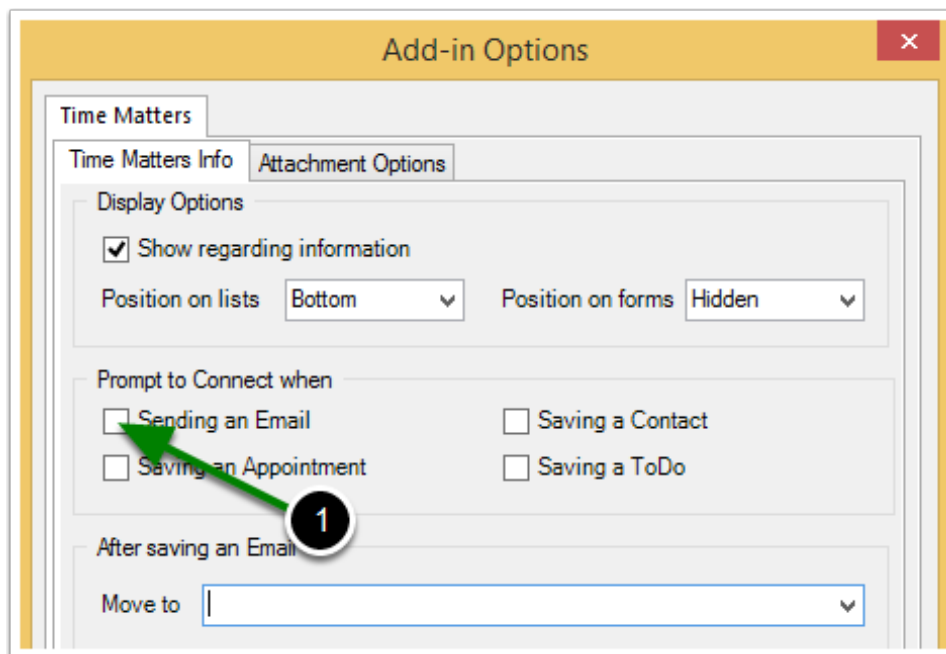 Add-in Options
Time Matters
Time Matters Info Attachment Options
Display Options
Show regarding information
Position on lists Bottom Position on forms Hidden
Prompt to Connect when
Sending an Email Saving a Contact
Saving an Appointment Saving a ToDo
1
After saving an Email
Move to